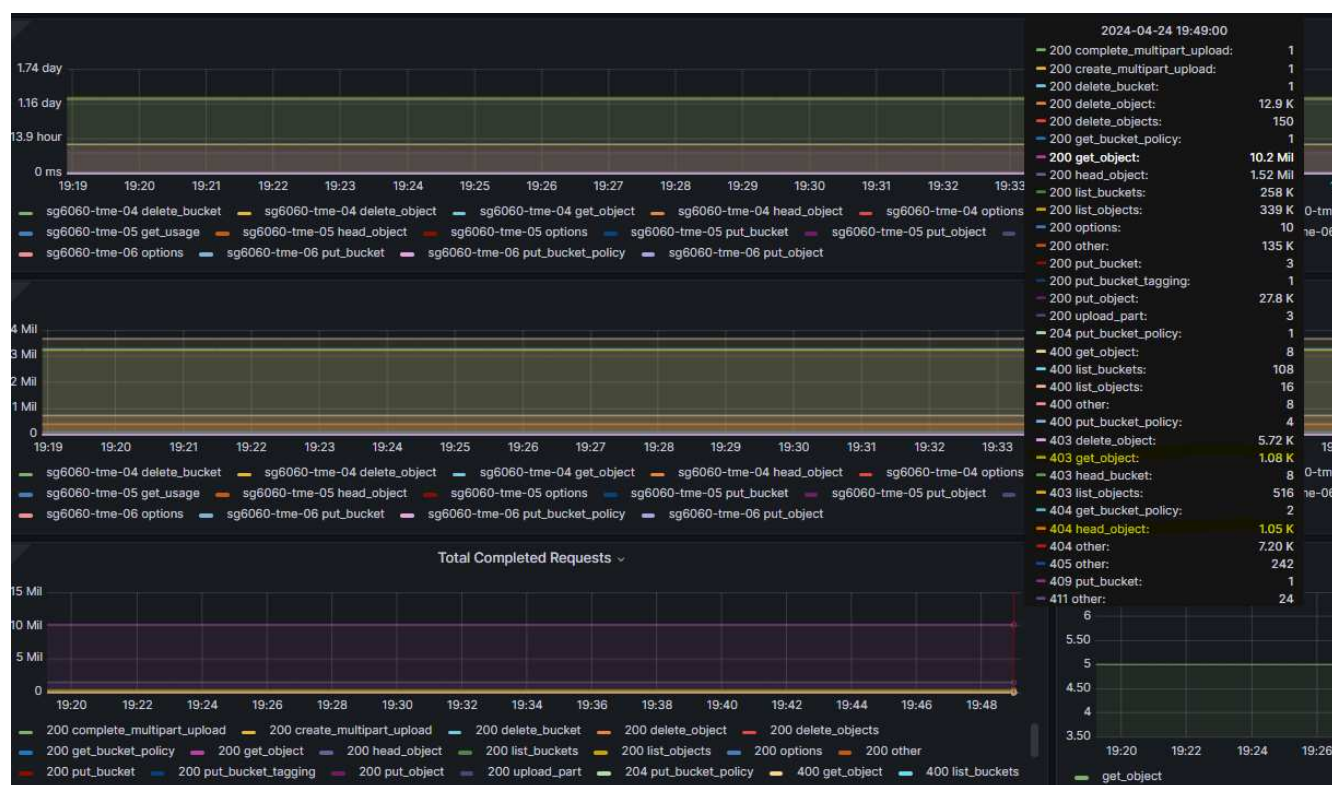 1.74 day
1.16 day
13.9 hour
0 ms
19:19 19:20 19:21 19:22 19:23 19:24 19:25 19:26 19:27 19:28 19:29 19:30 19:31 19:32 19:33
sg6060-tme-04 delete_bucket sg6060-tme-04 delete_object sg6060-tme-04 get_object sg6060-tme-04 head_object sg6060-tme-04 options
sg6060-tme-05 get_usage sg6060-tme-05 head_object sg6060-tme-05 options sg6060-tme-05 put_bucket sg6060-tme-05 put_object
sg6060-tme-06 options sg6060-tme-06 put_bucket sg6060-tme-06 put_bucket_policy sg6060-tme-06 put_object
4 Mil
3 Mil
2 Mil
1 Mil
0
19:19 19:20 19:21 19:22 19:23 19:24 19:25 19:26 19:27 19:28 19:29 19:30 19:31 19:32 19:33
sg6060-tme-04 delete_bucket sg6060-tme-04 delete_object sg6060-tme-04 get_object sg6060-tme-04 head_object sg6060-tme-04 options
sg6060-tme-05 get_usage sg6060-tme-05 head_object sg6060-tme-05 options sg6060-tme-05 put_bucket sg6060-tme-05 put_object
sg6060-tme-06 options sg6060-tme-06 put_bucket sg6060-tme-06 put_bucket_policy sg6060-tme-06 put_object
2024-04-24 19:49:00
200 complete_multipart_upload: 1
200 create_multipart_upload: 1
200 delete_bucket: 1
200 delete_object: 12.9 K
200 delete_objects: 150
200 get_bucket_policy: 1
200 get_object: 10.2 Mil
200 head_object: 1.52 Mil
200 list_buckets: 258 K
200 list_objects: 339 K
200 options: 10
200 other: 135 K
200 put_bucket: 3
200 put_bucket_tagging: 1
200 put_object: 27.8 K
200 upload_part: 3
204 put_bucket_policy: 1
400 get_object: 8
400 list_buckets: 108
400 list_objects: 16
400 other: 8
400 put_bucket_policy: 4
403 delete_object: 5.72 K
403 get_object: 1.08 K
403 head_bucket: 8
403 list_objects: 516
404 get_bucket_policy: 2
404 head_object: 1.05 K
404 other: 7.20 K
405 other: 242
409 put_bucket: 1
411 other: 24
Total Completed Requests
15 Mil
10 Mil
5 Mil
0
19:20 19:22 19:24 19:26 19:28 19:30 19:32 19:34 19:36 19:38 19:40 19:42 19:44 19:46 19:48
200 complete_multipart_upload 200 create_multipart_upload 200 delete_bucket 200 delete_object 200 delete_objects
200 get_bucket_policy 200 get_object 200 head_object 200 list_buckets 200 list_objects 200 options 200 other
200 put_bucket 200 put_bucket_tagging 200 put_object 200 upload_part 204 put_bucket_policy 400 get_object 400 list_buckets
6
5.50
5
4.50
4
3.50
19:20 19:22 19:24 19:26
get_object